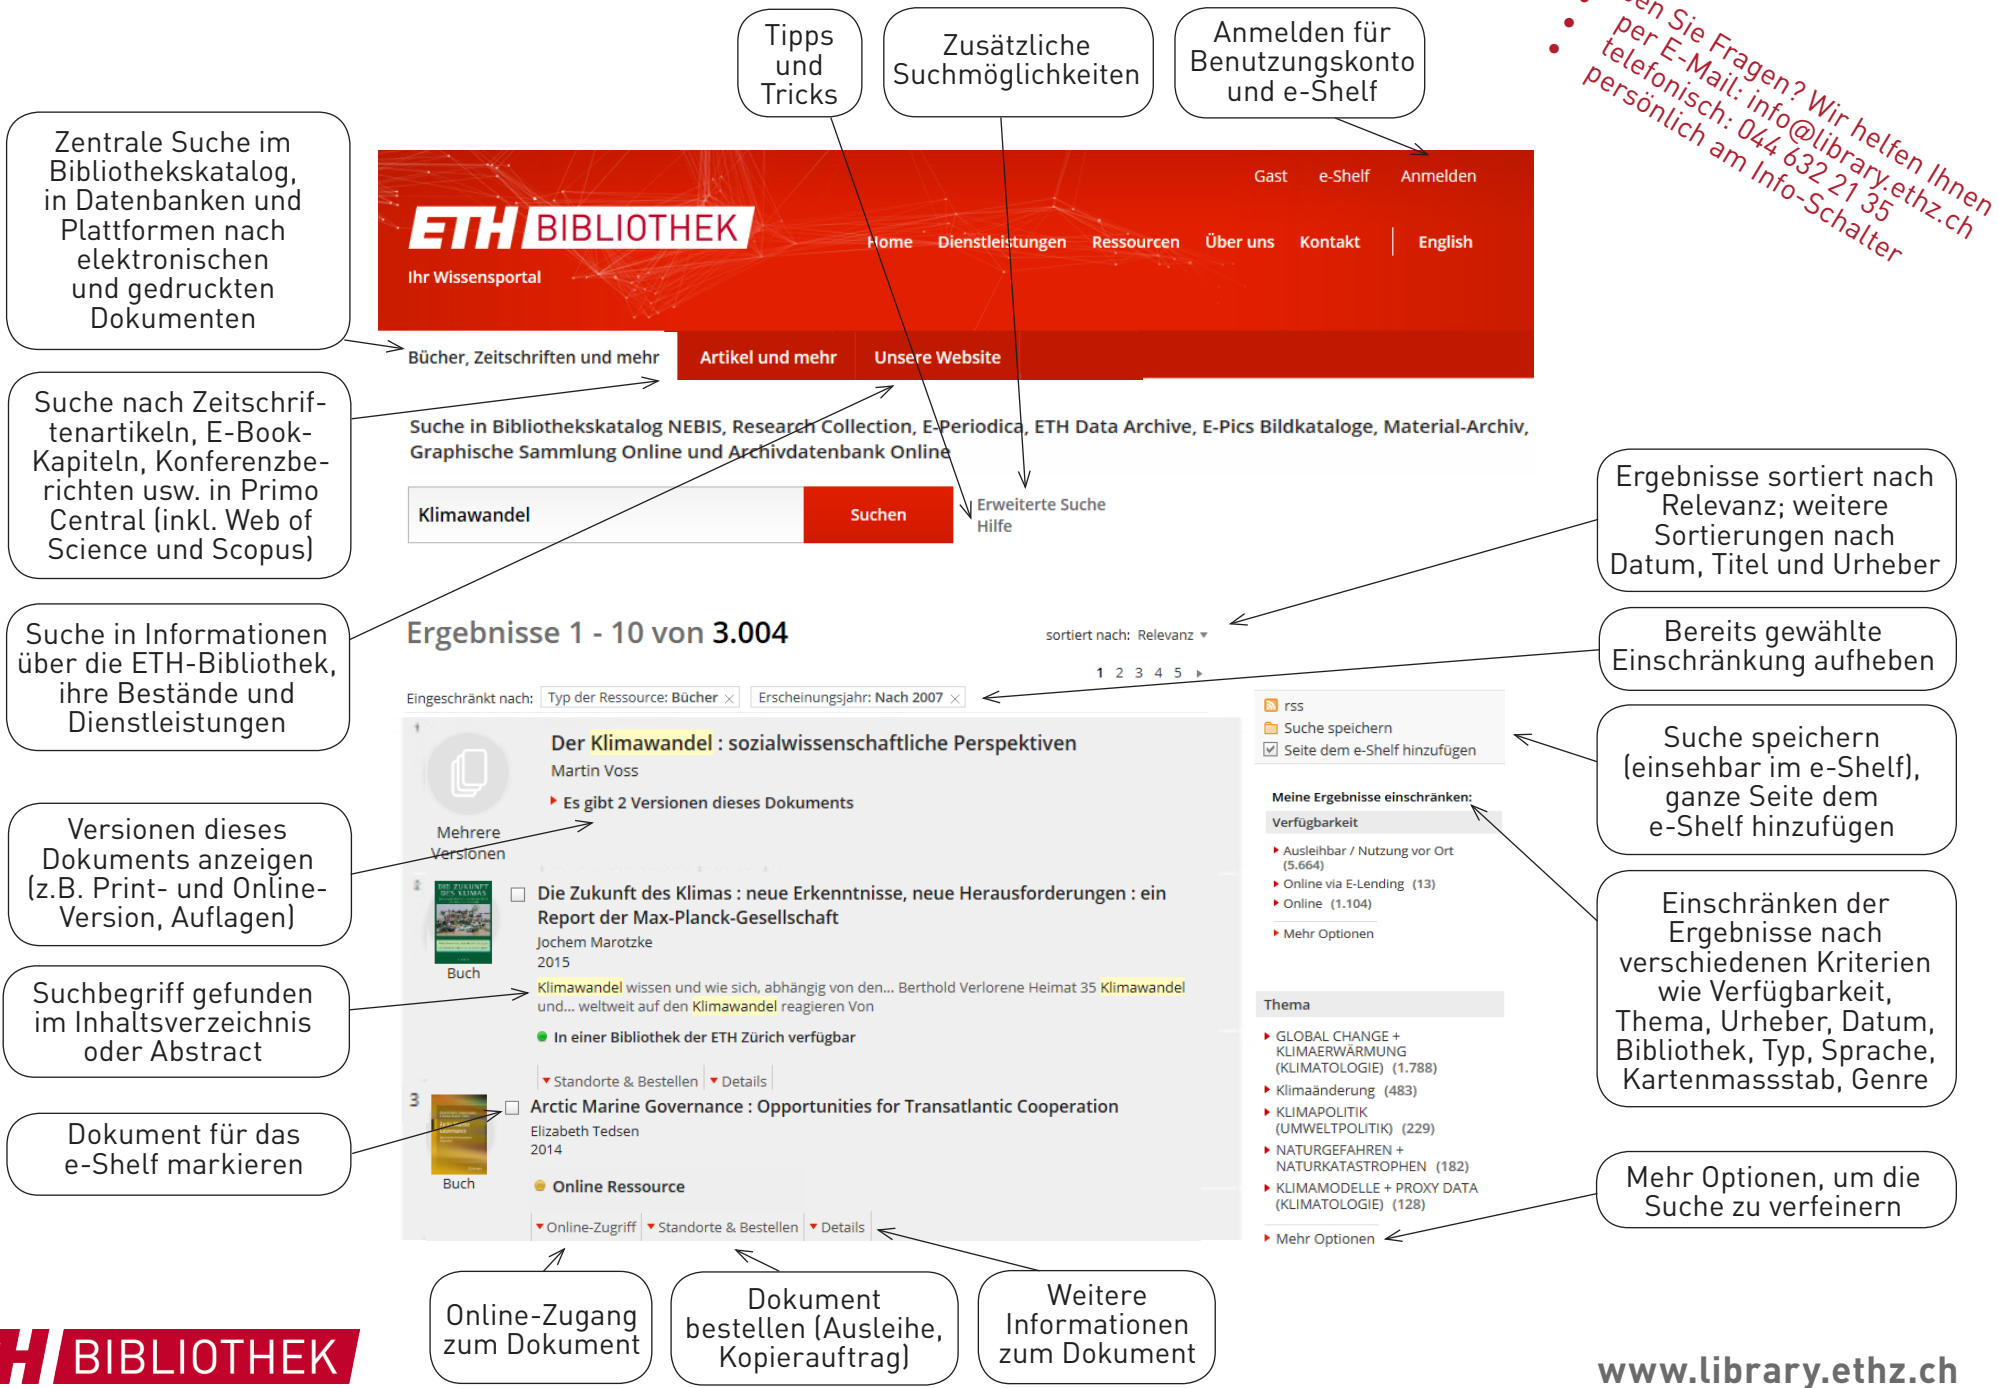 Tipps
und
Tricks
Zusätzliche
Suchmöglichkeiten
Anmelden für
Benutzungskonto
und e-Shelf
Sie Fragen? Wir helfen Ihnen
• per E-Mail: info@library.ethz.ch
• telefonisch: 044 632 21 35
persönlich am Info-Schalter
Zentrale Suche im
Bibliothekskatalog,
in Datenbanken und
Plattformen nach
elektronischen
und gedruckten
Dokumenten
Suche nach Zeitschrif-
tenartikeln, E-Book-
Kapiteln, Konferenzbe-
richten usw. in Primo
Central (inkl. Web of
Science und Scopus)
Suche in Informationen
über die ETH-Bibliothek,
ihre Bestände und
Dienstleistungen
Versionen dieses
Dokuments anzeigen
(z.B. Print- und Online-
Version, Auflagen)
Suchbegriff gefunden
im Inhaltsverzeichnis
oder Abstract
Dokument für das
e-Shelf markieren
Gast e-Shelf Anmelden
ETH BIBLIOTHEK
Home Dienstleistungen Ressourcen Über uns Kontakt English
Ihr Wissensportal
Bücher, Zeitschriften und mehr Artikel und mehr Unsere Website
Suche in Bibliothekskatalog NEBIS, Research Collection, E-Periodica, ETH Data Archive, E-Pics Bildkataloge, Material-Archiv,
Graphische Sammlung Online und Archivdatenbank Online
Klimawandel Suchen
Erweiterte Suche
Hilfe
Ergebnisse 1 - 10 von 3.004
sortiert nach: Relevanz
1 2 3 4 5
Eingeschränkt nach: Typ der Ressource: Bücher × Erscheinungsjahr: Nach 2007 ×
1
Der Klimawandel : sozialwissenschaftliche Perspektiven
Martin Voss
Es gibt 2 Versionen dieses Dokuments
Mehrere
Versionen
2
DIE ZUKUNFT
DES KLIMAS
Die Zukunft des Klimas : neue Erkenntnisse, neue Herausforderungen : ein
Report der Max-Planck-Gesellschaft
Jochem Marotzke
2015
Buch
Klimawandel wissen und wie sich, abhängig von den... Berthold Verlorene Heimat 35 Klimawandel
und... weltweit auf den Klimawandel reagieren Von
In einer Bibliothek der ETH Zürich verfügbar
Standorte & Bestellen Details
3
Arctic Marine Governance : Opportunities for Transatlantic Cooperation
Elizabeth Tedsen
2014
Buch
Online Ressource
Online-Zugriff Standorte & Bestellen Details
rss
Suche speichern
Seite dem e-Shelf hinzufügen
Meine Ergebnisse einschränken:
Verfügbarkeit
Ausleihbar / Nutzung vor Ort
(5.664)
Online via E-Lending (13)
Online (1.104)
Mehr Optionen
Thema
GLOBAL CHANGE +
KLIMAERWÄRMUNG
(KLIMATOLOGIE) (1.788)
Klimaänderung (483)
KLIMAPOLITIK
(UMWELTPOLITIK) (229)
NATURGEFAHREN +
NATURKATASTROPHEN (182)
KLIMAMODELLE + PROXY DATA
(KLIMATOLOGIE) (128)
Mehr Optionen
Ergebnisse sortiert nach
Relevanz; weitere
Sortierungen nach
Datum, Titel und Urheber
Bereits gewählte
Einschränkung aufheben
Suche speichern
(einsehbar im e-Shelf),
ganze Seite dem
e-Shelf hinzufügen
Einschränken der
Ergebnisse nach
verschiedenen Kriterien
wie Verfügbarkeit,
Thema, Urheber, Datum,
Bibliothek, Typ, Sprache,
Kartenmassstab, Genre
Mehr Optionen, um die
Suche zu verfeinern
Online-Zugang
zum Dokument
Dokument
bestellen (Ausleihe,
Kopierauftrag)
Weitere
Informationen
zum Dokument
H BIBLIOTHEK
www.library.ethz.ch